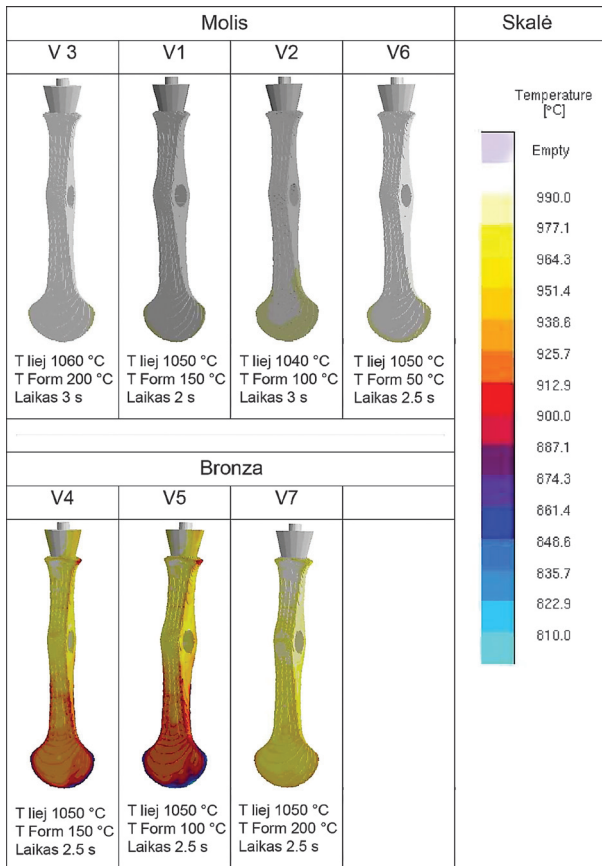 Molis
Skalė
V 3
V1
V2
V6
T liej 1060 °C
T Form 200 °C
Laikas 3 s
T liej 1050 °C
T Form 150 °C
Laikas 2 s
T liej 1040 °C
T Form 100 °C
Laikas 3 s
T liej 1050 °C
T Form 50 °C
Laikas 2.5 s
Bronza
V4
V5
V7
T liej 1050 °C
T Form 150 °C
Laikas 2.5 s
T liej 1050 °C
T Form 100 °C
Laikas 2.5 s
T liej 1050 °C
T Form 200 °C
Laikas 2.5 s
Temperature
[°C]
Empty
990.0
977.1
964.3
951.4
938.6
925.7
912.9
900.0
887.1
874.3
861.4
848.6
835.7
822.9
810.0